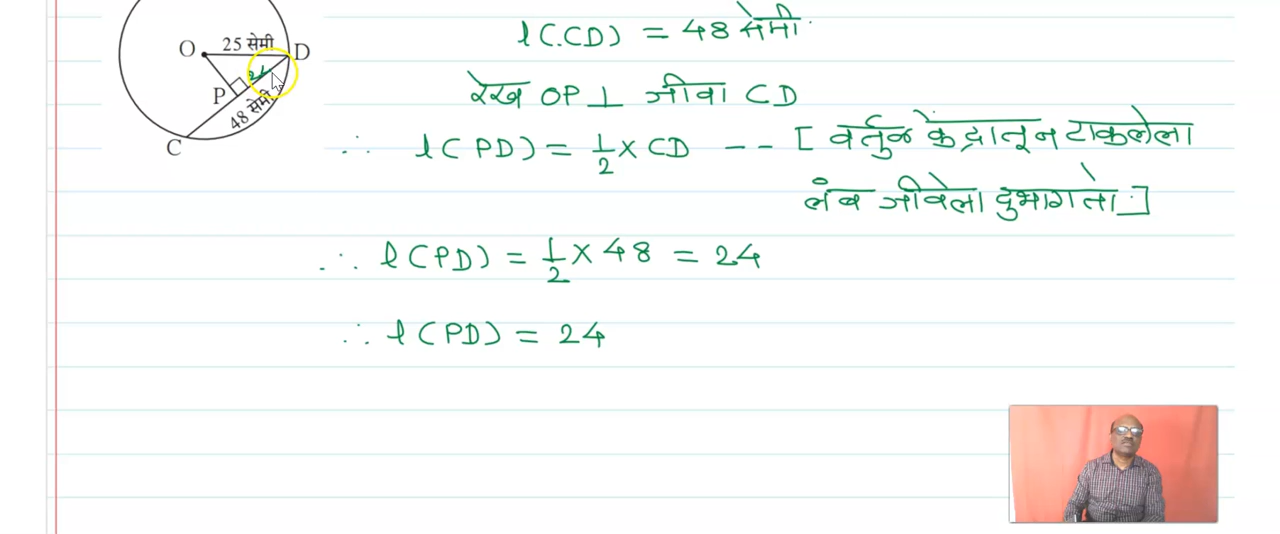 l(CD) = 48 सेमी.
O 25 सेमी D
24
P
48 सेमी
C
रेख OP ⊥ जीवा CD
∴ l(PD) = 1/2 × CD -- [वर्तुळ केंद्रातून टाकलेला
लंब जीवेला दुभागतो.]
∴ l(PD) = 1/2 × 48 = 24
∴ l(PD) = 24